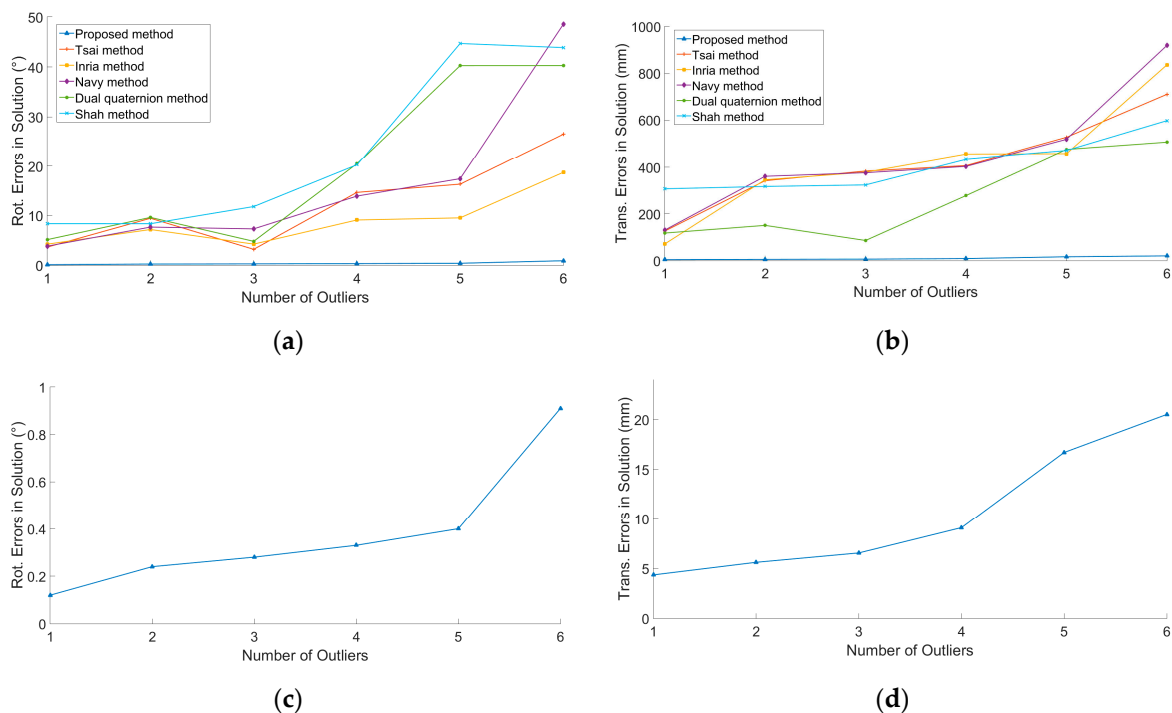 50
40
30
20
10
0
Rot. Errors in Solution (°)
Proposed method
Tsai method
Inria method
Navy method
Dual quaternion method
Shah method
1 2 3 4 5 6
Number of Outliers
(a)
1000
800
600
400
200
0
Trans. Errors in Solution (mm)
Proposed method
Tsai method
Inria method
Navy method
Dual quaternion method
Shah method
1 2 3 4 5 6
Number of Outliers
(b)
1
0.8
0.6
0.4
0.2
0
Rot. Errors in Solution (°)
1 2 3 4 5 6
Number of Outliers
(c)
20
15
10
5
0
Trans. Errors in Solution (mm)
1 2 3 4 5 6
Number of Outliers
(d)